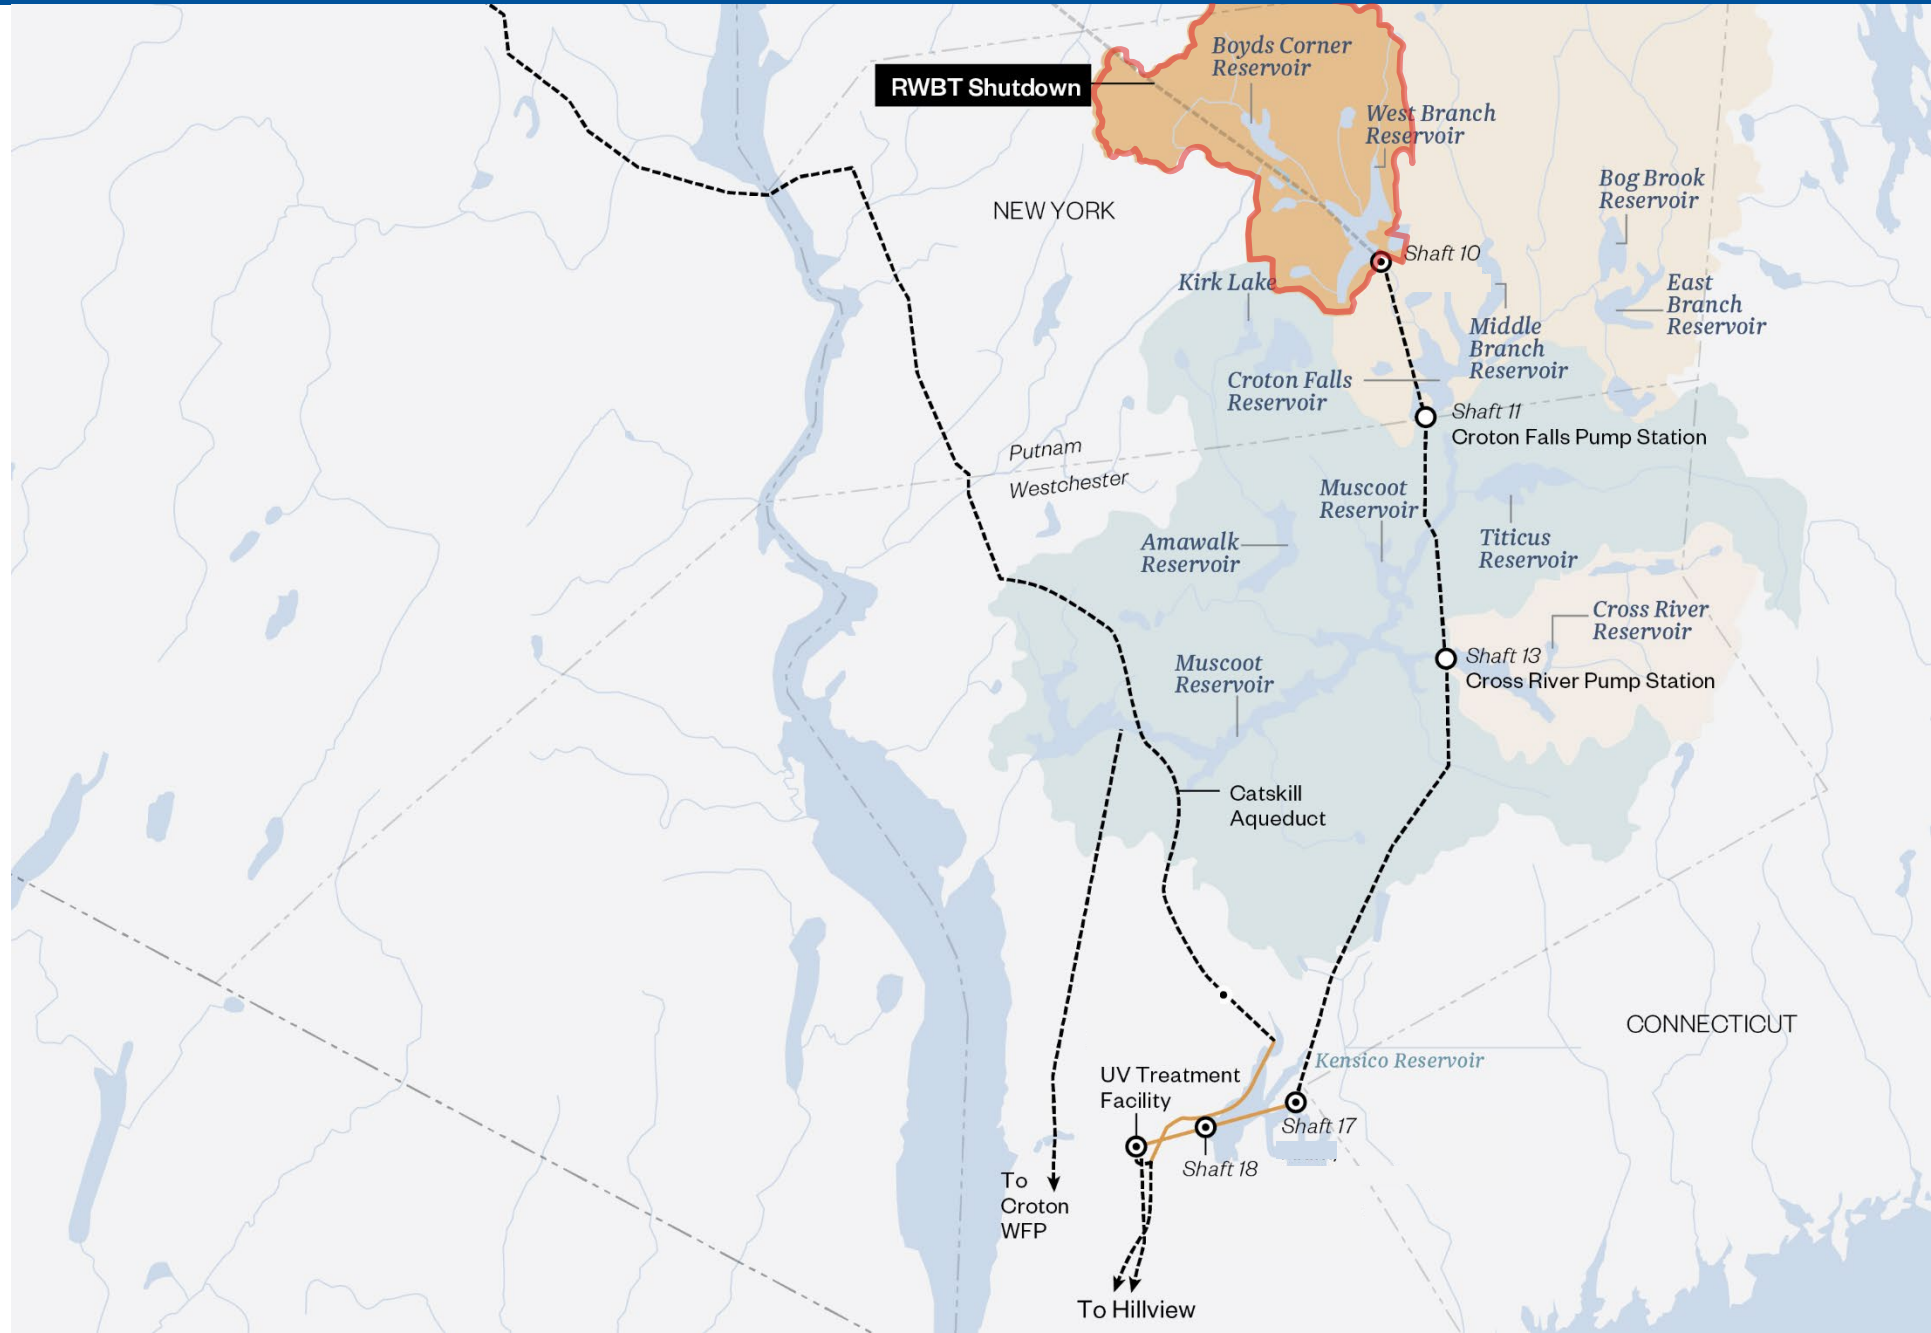 Boyds Corner
Reservoir
RWBT Shutdown
West Branch
Reservoir
Bog Brook
Reservoir
NEW YORK
Shaft 10
Kirk Lake
East
Branch
Reservoir
Middle
Branch
Reservoir
Croton Falls
Reservoir
Shaft 11
Croton Falls Pump Station
Putnam
Westchester
Muscoot
Reservoir
Amawalk
Reservoir
Titicus
Reservoir
Cross River
Reservoir
Shaft 13
Cross River Pump Station
Muscoot
Reservoir
Catskill
Aqueduct
CONNECTICUT
Kensico Reservoir
UV Treatment
Facility
Shaft 17
Shaft 18
To
Croton
WFP
To Hillview